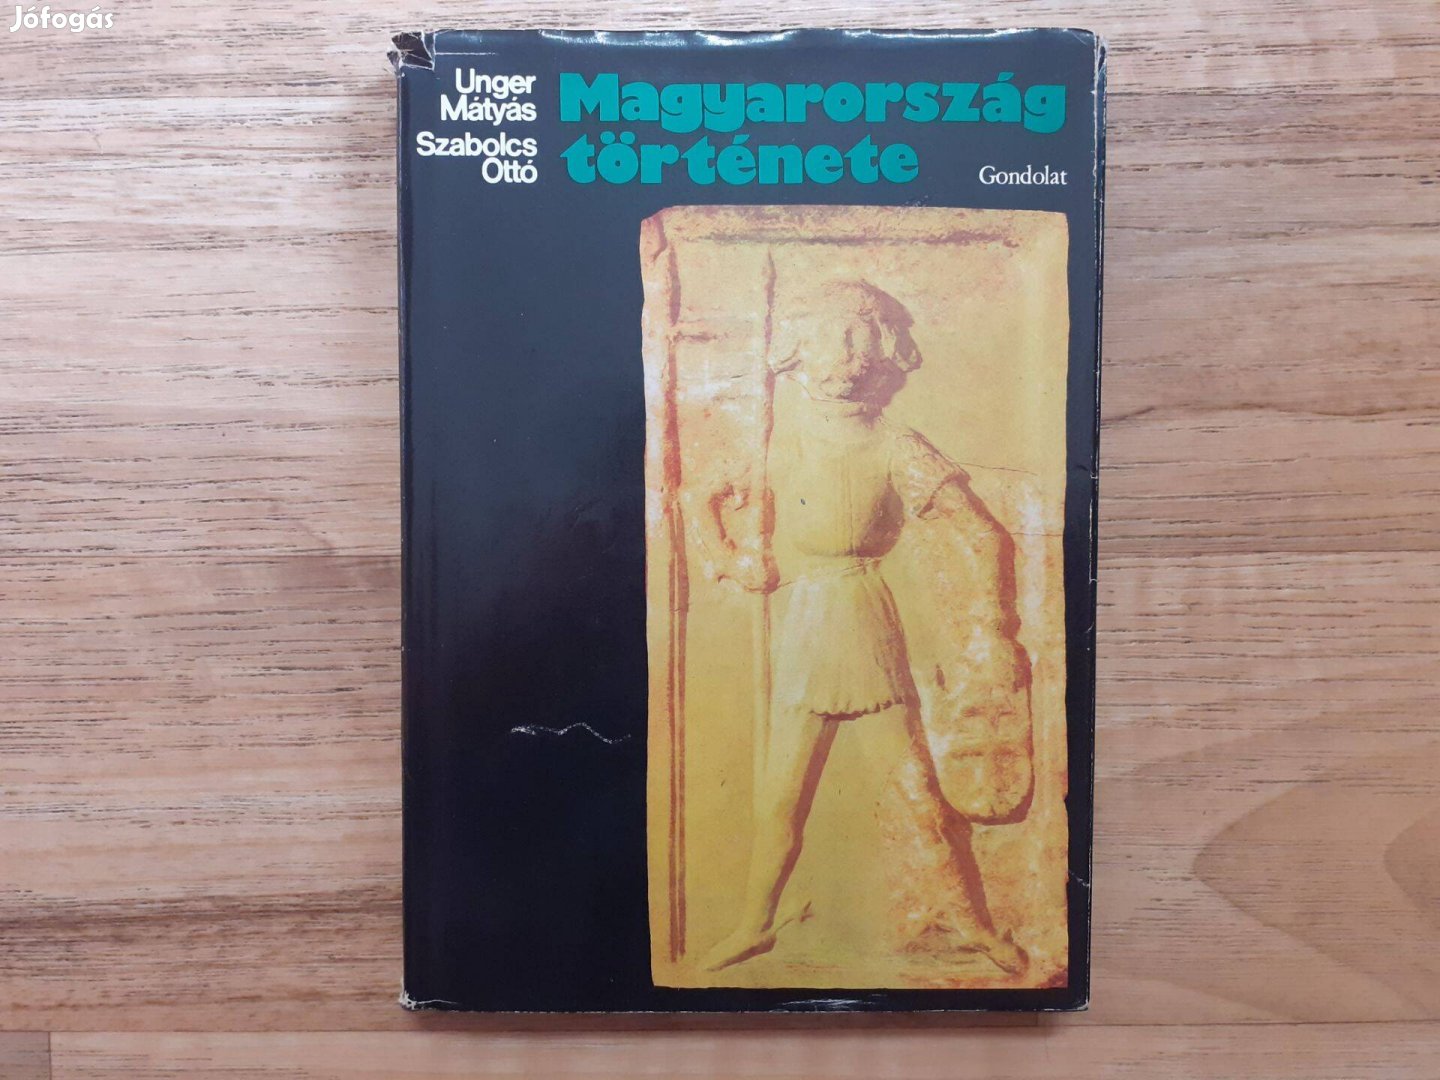 Jófogás
Unger
Mátyás
Szabolcs
Ottó
Magyarország
története
Gondolat